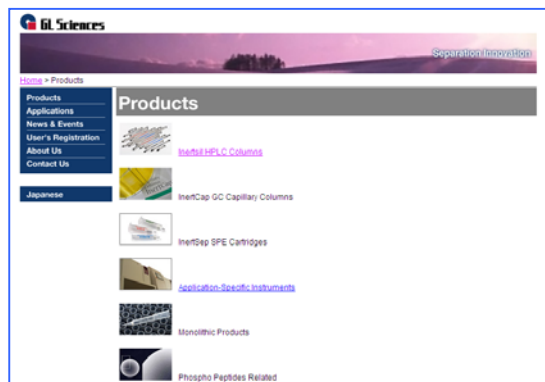 GL Sciences
Separation Innovation
Home > Products
Products
Applications
News & Events
User's Registration
About Us
Contact Us
Japanese
Products
Inertsil HPLC Columns
InertCap GC Capillary Columns
InertSep SPE Cartridges
Application-Specific Instruments
Monolithic Products
Phospho Peptides Related